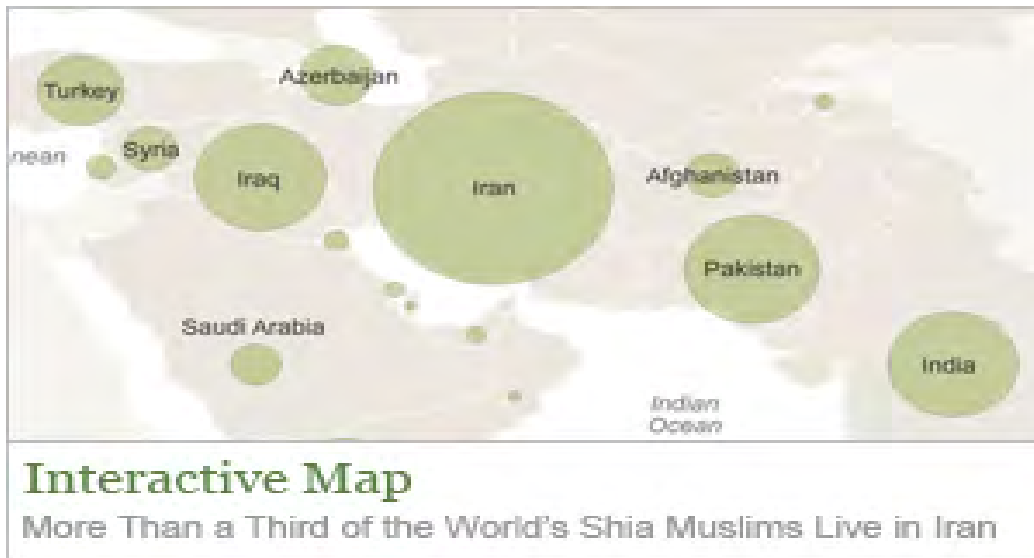 Azerbaijan
Turkey
nean
Syria
Iraq
Iran
Afghanistan
Pakistan
Saudi Arabia
India
Indian
Ocean
Interactive Map
More Than a Third of the World's Shia Muslims Live in Iran